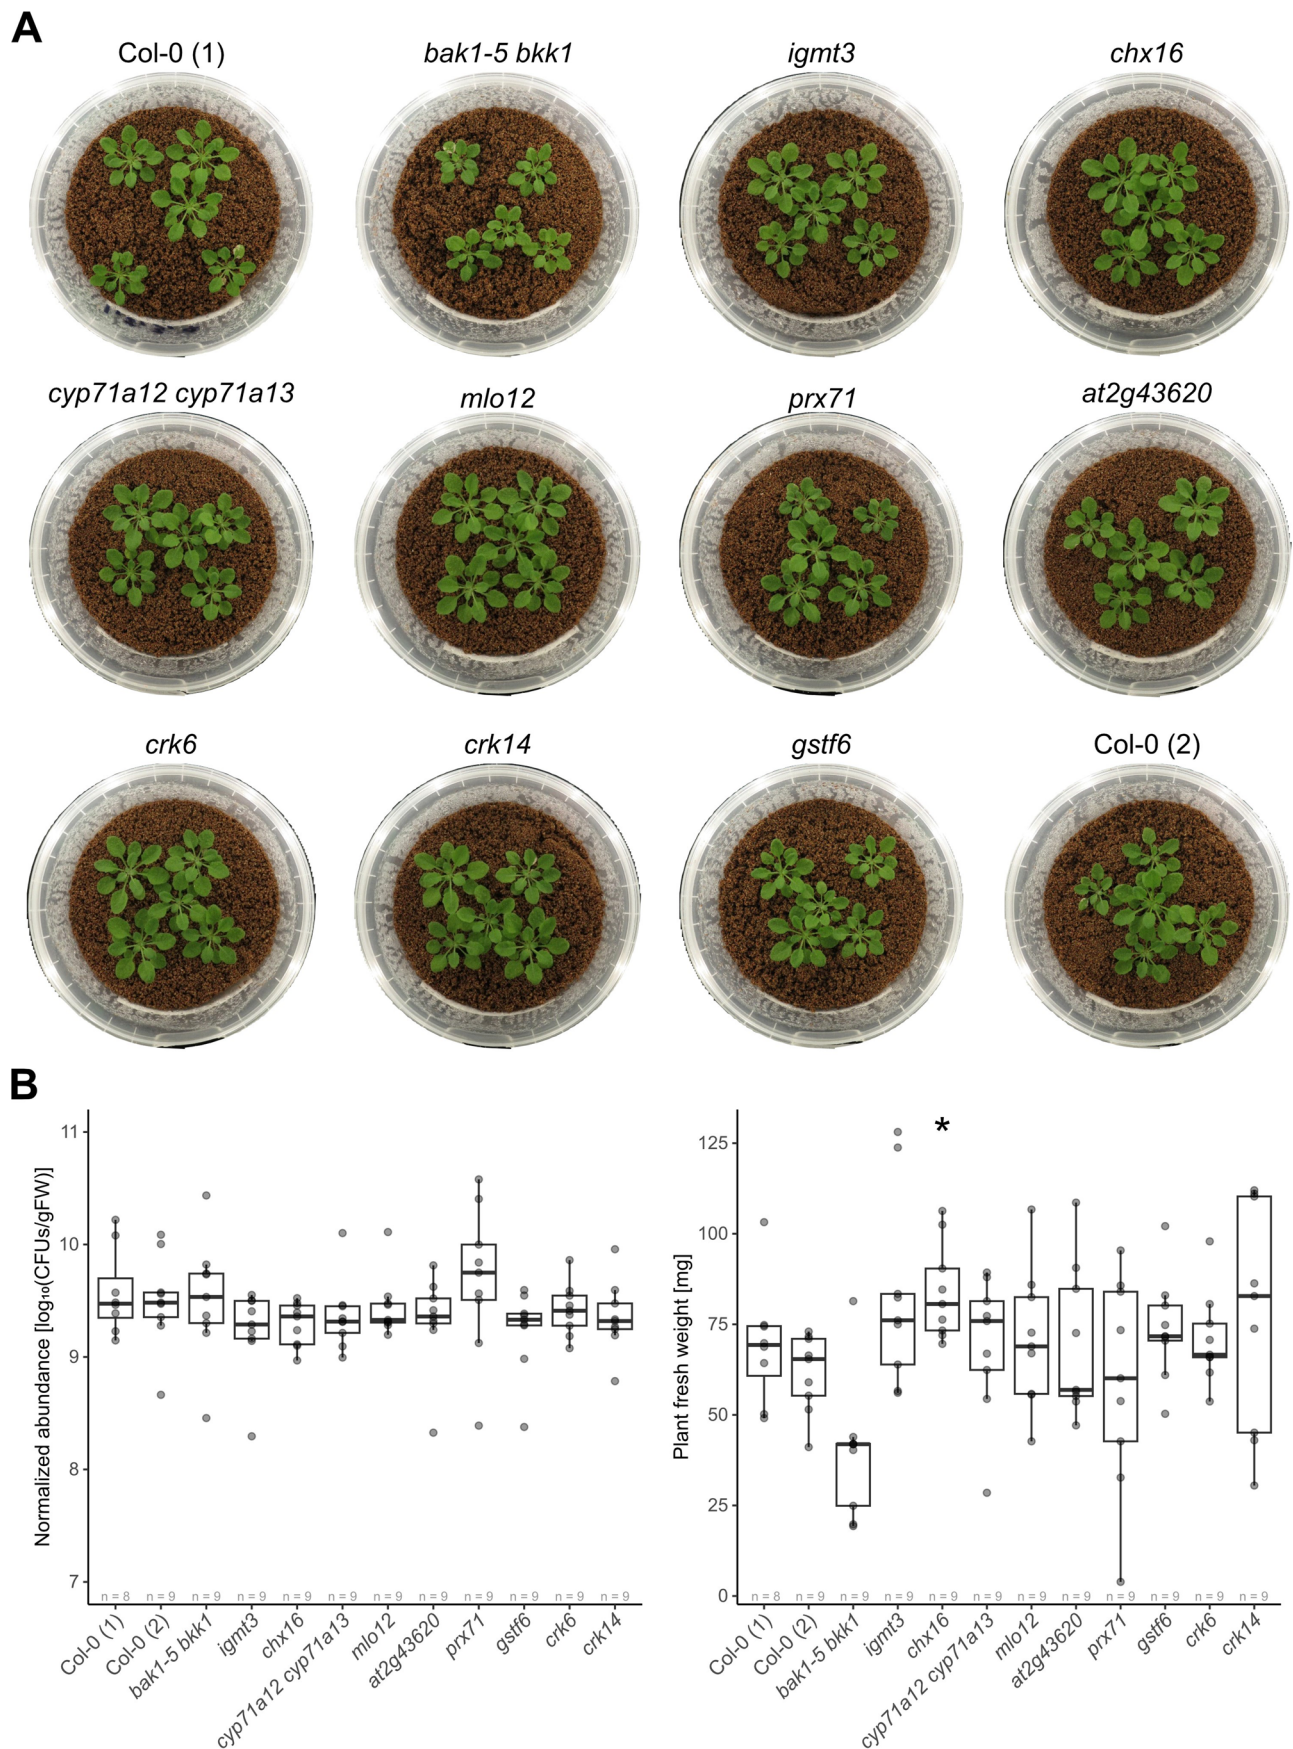 A
Col-0 (1)
bak1-5 bkk1
igmt3
chx16
cyp71a12 cyp71a13
mlo12
prx71
at2g43620
crk6
crk14
gstf6
Col-0 (2)
B
Normalized abundance [log₁₀(CFUs/gFW)]
11
10
9
8
7
n = 8
n = 9
n = 9
n = 9
n = 9
n = 9
n = 9
n = 9
n = 9
n = 9
n = 9
n = 9
Col-0 (1)
Col-0 (2)
bak1-5 bkk1
igmt3
chx16
cyp71a12 cyp71a13
mlo12
at2g43620
prx71
gstf6
crk6
crk14
Plant fresh weight [mg]
125
100
75
50
25
0
*
n = 8
n = 9
n = 9
n = 9
n = 9
n = 9
n = 9
n = 9
n = 9
n = 9
n = 9
n = 9
Col-0 (1)
Col-0 (2)
bak1-5 bkk1
igmt3
chx16
cyp71a12 cyp71a13
mlo12
at2g43620
prx71
gstf6
crk6
crk14